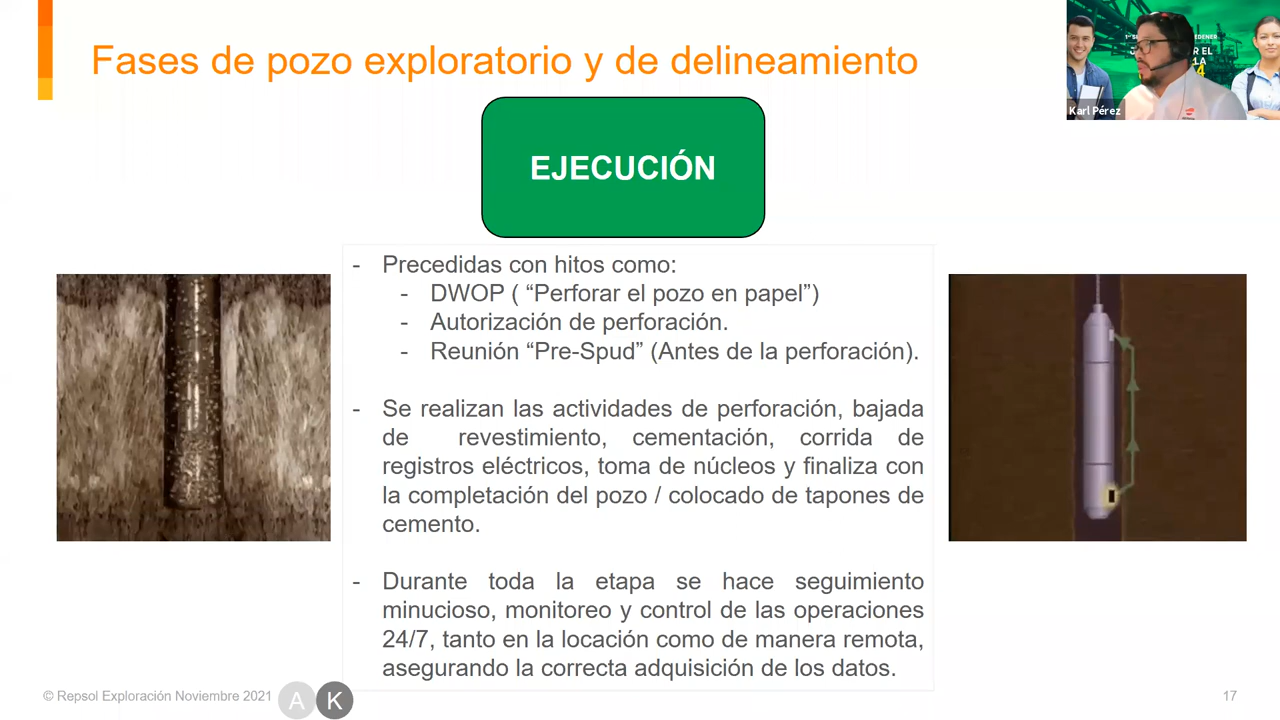 Fases de pozo exploratorio y de delineamiento
Karl Pérez
EJECUCIÓN
- Precedidas con hitos como:
- DWOP ( “Perforar el pozo en papel”)
- Autorización de perforación.
- Reunión “Pre-Spud” (Antes de la perforación).
- Se realizan las actividades de perforación, bajada
de revestimiento, cementación, corrida de
registros eléctricos, toma de núcleos y finaliza con
la completación del pozo / colocado de tapones de
cemento.
- Durante toda la etapa se hace seguimiento
minucioso, monitoreo y control de las operaciones
24/7, tanto en la locación como de manera remota,
asegurando la correcta adquisición de los datos.
© Repsol Exploración Noviembre 2021
A
K
17